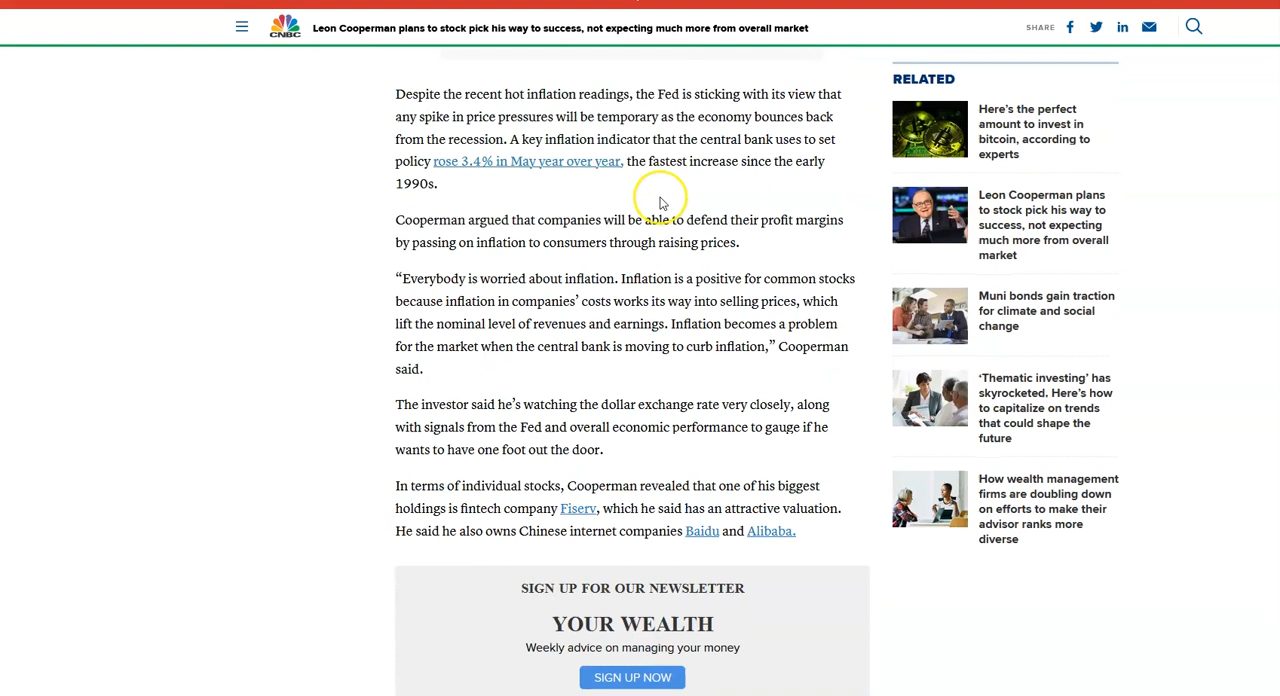 CNBC
Leon Cooperman plans to stock pick his way to success, not expecting much more from overall market
SHARE
Despite the recent hot inflation readings, the Fed is sticking with its view that
any spike in price pressures will be temporary as the economy bounces back
from the recession. A key inflation indicator that the central bank uses to set
policy rose 3.4% in May year over year, the fastest increase since the early
1990s.
Cooperman argued that companies will be able to defend their profit margins
by passing on inflation to consumers through raising prices.
“Everybody is worried about inflation. Inflation is a positive for common stocks
because inflation in companies’ costs works its way into selling prices, which
lift the nominal level of revenues and earnings. Inflation becomes a problem
for the market when the central bank is moving to curb inflation,” Cooperman
said.
The investor said he’s watching the dollar exchange rate very closely, along
with signals from the Fed and overall economic performance to gauge if he
wants to have one foot out the door.
In terms of individual stocks, Cooperman revealed that one of his biggest
holdings is fintech company Fiserv, which he said has an attractive valuation.
He said he also owns Chinese internet companies Baidu and Alibaba.
SIGN UP FOR OUR NEWSLETTER
YOUR WEALTH
Weekly advice on managing your money
SIGN UP NOW
RELATED
Here’s the perfect
amount to invest in
bitcoin, according to
experts
Leon Cooperman plans
to stock pick his way to
success, not expecting
much more from overall
market
Muni bonds gain traction
for climate and social
change
‘Thematic investing’ has
skyrocketed. Here’s how
to capitalize on trends
that could shape the
future
How wealth management
firms are doubling down
on efforts to make their
advisor ranks more
diverse